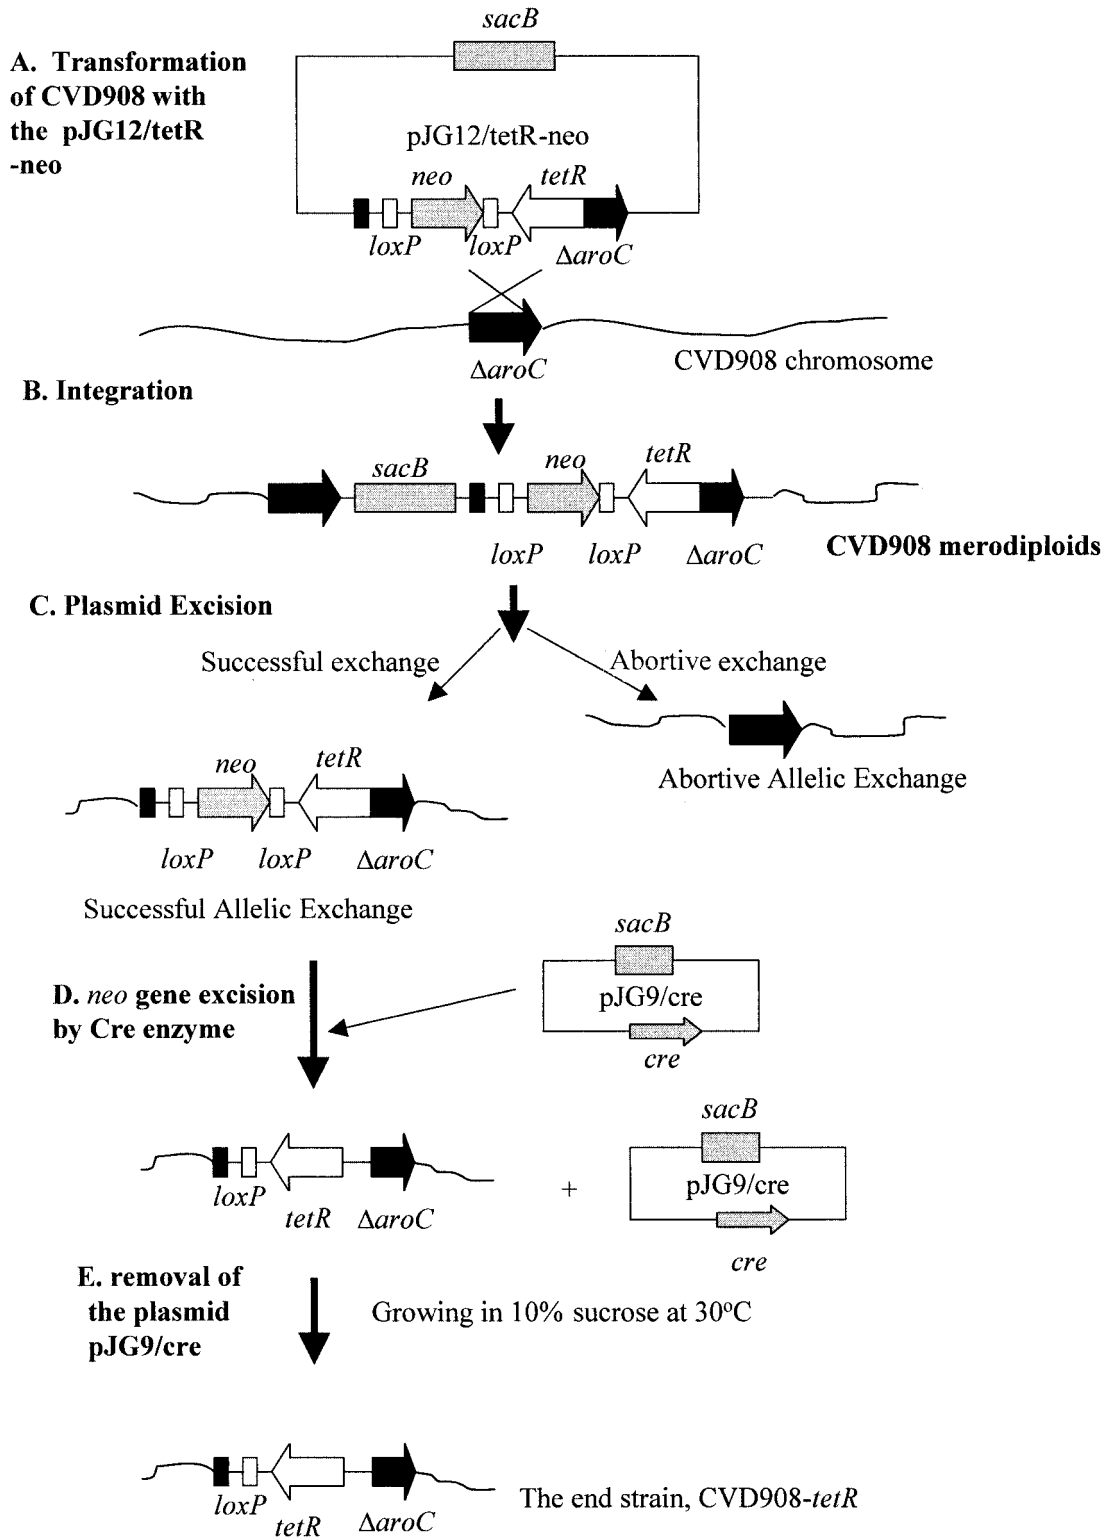 sacB
A. Transformation
of CVD908 with
the pJG12/tetR
-neo
pJG12/tetR-neo
neo
tetR
loxP
loxP
ΔaroC
CVD908 chromosome
ΔaroC
B. Integration
sacB
neo
tetR
loxP
loxP
ΔaroC
CVD908 merodiploids
C. Plasmid Excision
Successful exchange
Abortive exchange
Abortive Allelic Exchange
neo
tetR
loxP
loxP
ΔaroC
Successful Allelic Exchange
sacB
D. neo gene excision
by Cre enzyme
pJG9/cre
cre
sacB
pJG9/cre
loxP
tetR
ΔaroC
+
cre
E. removal of
the plasmid
pJG9/cre
Growing in 10% sucrose at 30°C
loxP
tetR
ΔaroC
The end strain, CVD908-tetR